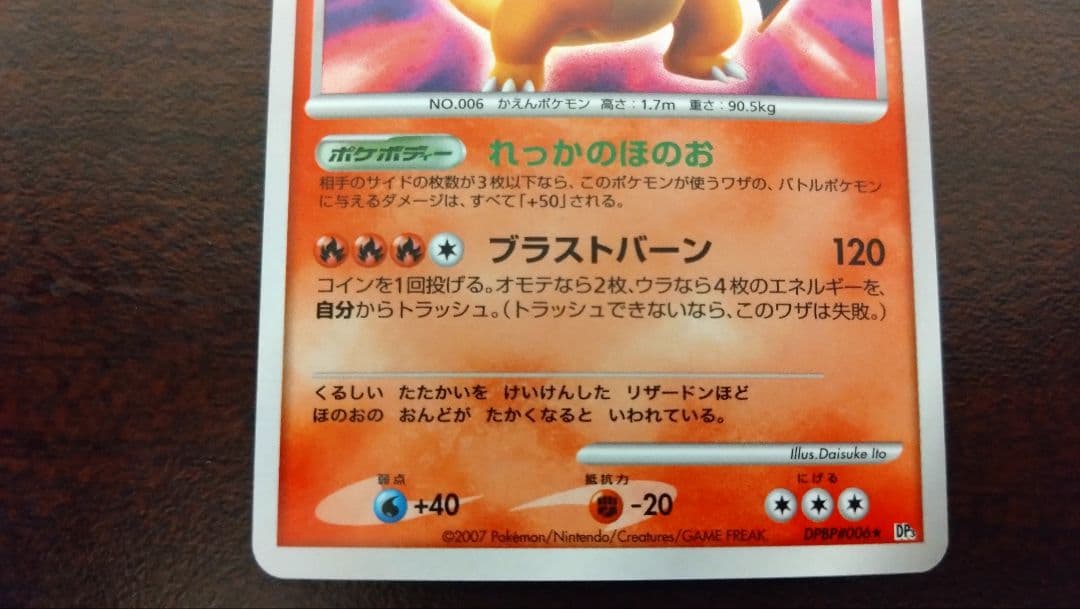 NO.006 かえんポケモン 高さ：1.7m 重さ：90.5kg
ポケボディー れっかのほのお
相手のサイドの枚数が3枚以下なら、このポケモンが使うワザの、バトルポケモン
に与えるダメージは、すべて「+50」される。
ブラストバーン 120
コインを1回投げる。オモテなら2枚、ウラなら4枚のエネルギーを、
自分からトラッシュ。（トラッシュできないなら、このワザは失敗。）
くるしい たたかいを けいけんした リザードンほど
ほのおの おんどが たかくなると いわれている。
Illus.Daisuke Ito
弱点 抵抗力 にげる
+40 -20
©2007 Pokémon/Nintendo/Creatures/GAME FREAK. DPBP#006★ DP3